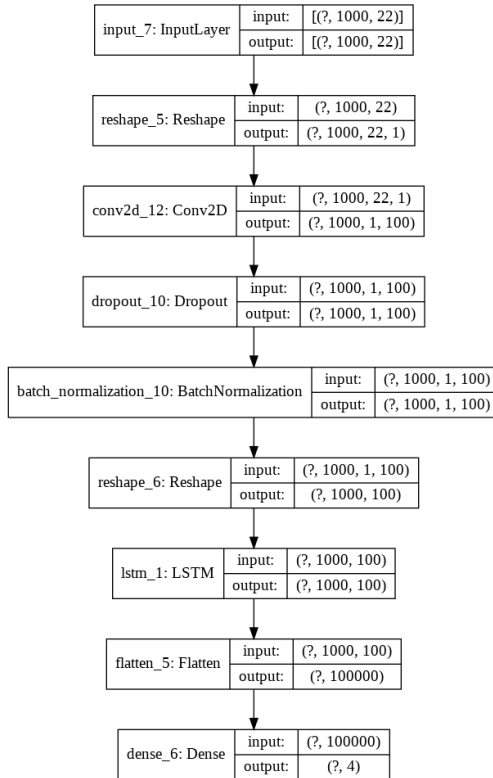 input_7: InputLayer input: [(?, 1000, 22)]
output: [(?, 1000, 22)]
reshape_5: Reshape input: (?, 1000, 22)
output: (?, 1000, 22, 1)
conv2d_12: Conv2D input: (?, 1000, 22, 1)
output: (?, 1000, 1, 100)
dropout_10: Dropout input: (?, 1000, 1, 100)
output: (?, 1000, 1, 100)
batch_normalization_10: BatchNormalization input: (?, 1000, 1, 100)
output: (?, 1000, 1, 100)
reshape_6: Reshape input: (?, 1000, 1, 100)
output: (?, 1000, 100)
lstm_1: LSTM input: (?, 1000, 100)
output: (?, 1000, 100)
flatten_5: Flatten input: (?, 1000, 100)
output: (?, 100000)
dense_6: Dense input: (?, 100000)
output: (?, 4)